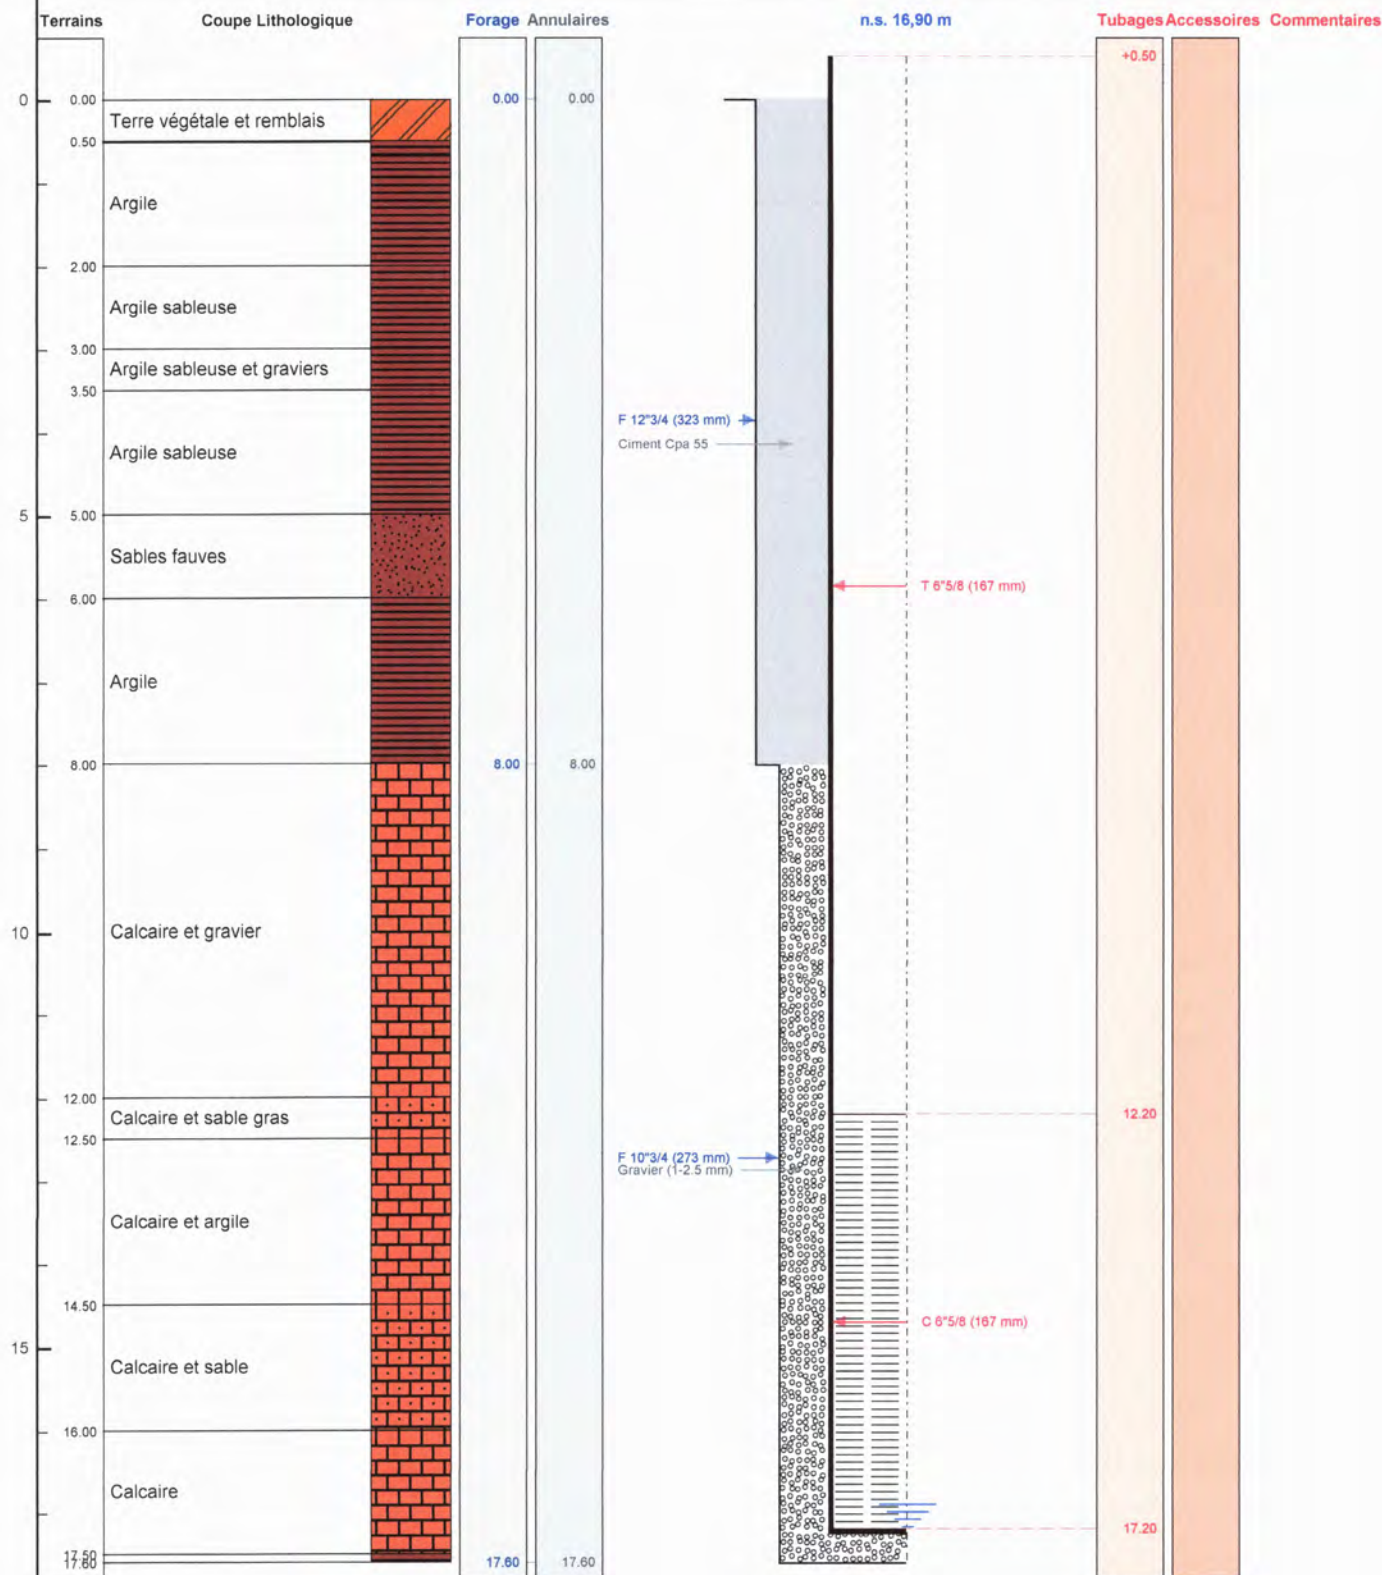 Terrains Coupe Lithologique Forage Annulaires n.s. 16,90 m Tubages Accessoires Commentaires
+0.50
0 0.00 0.00 0.00
Terre végétale et remblais
0.50
Argile
2.00
Argile sableuse
3.00
Argile sableuse et graviers
3.50
F 12"3/4 (323 mm)
Ciment Cpa 55
Argile sableuse
5 5.00
Sables fauves
T 6"5/8 (167 mm)
6.00
Argile
8.00 8.00 8.00
Calcaire et gravier
10
12.00
Calcaire et sable gras 12.20
12.50
F 10"3/4 (273 mm)
Gravier (1-2.5 mm)
Calcaire et argile
14.50
C 6"5/8 (167 mm)
15
Calcaire et sable
16.00
Calcaire
17.20
17.50
17.60 17.60 17.60